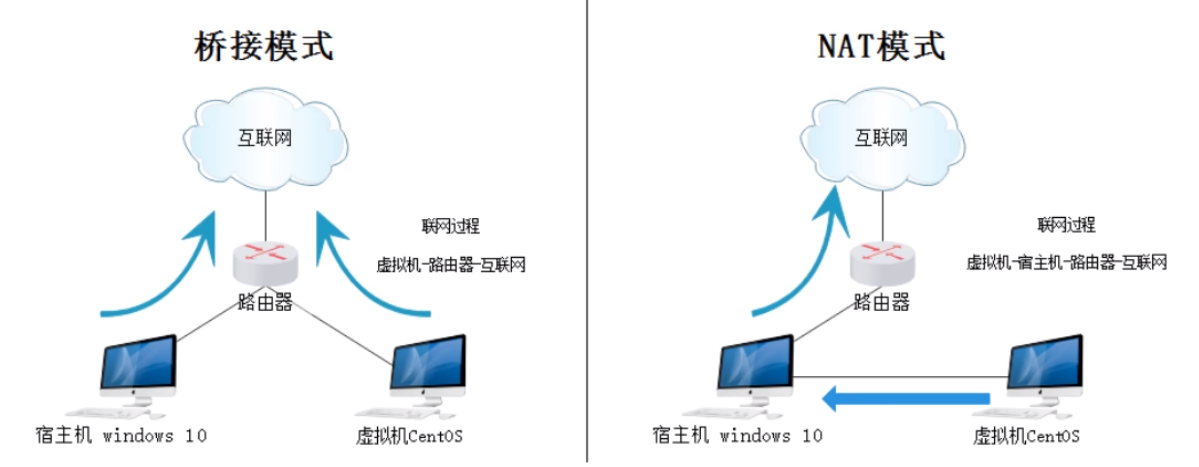 桥接模式
互联网
联网过程
虚拟机-路由器-互联网
路由器
宿主机 windows 10
虚拟机CentOS
NAT模式
互联网
联网过程
虚拟机-宿主机-路由器-互联网
路由器
宿主机 windows 10
虚拟机CentOS